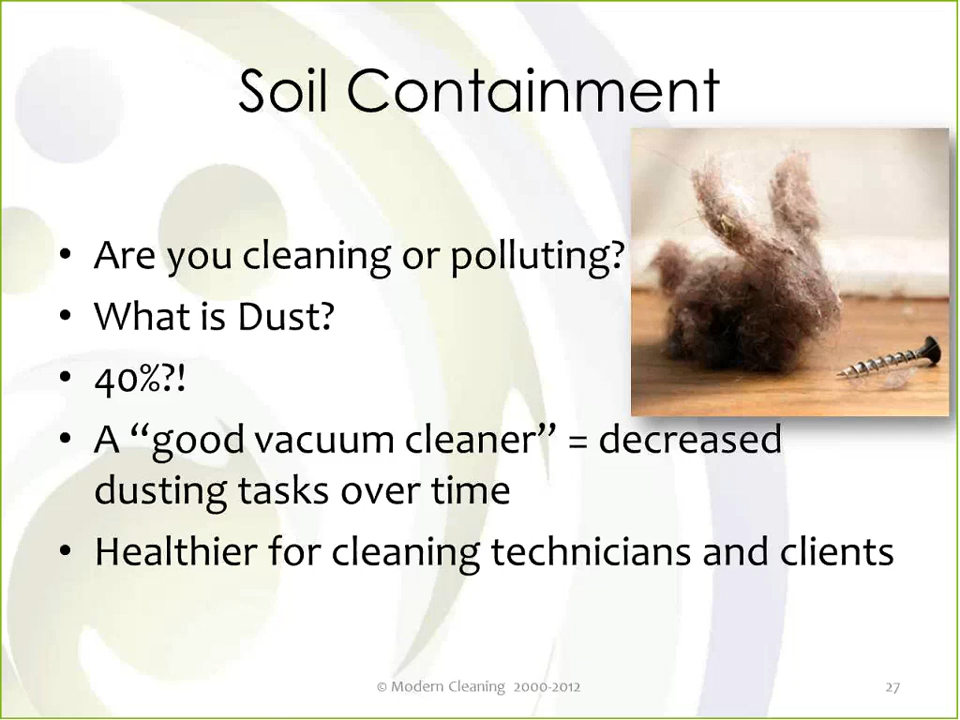 Soil Containment
• Are you cleaning or polluting?
• What is Dust?
• 40%?!
• A “good vacuum cleaner” = decreased
dusting tasks over time
• Healthier for cleaning technicians and clients
© Modern Cleaning 2000-2012
27